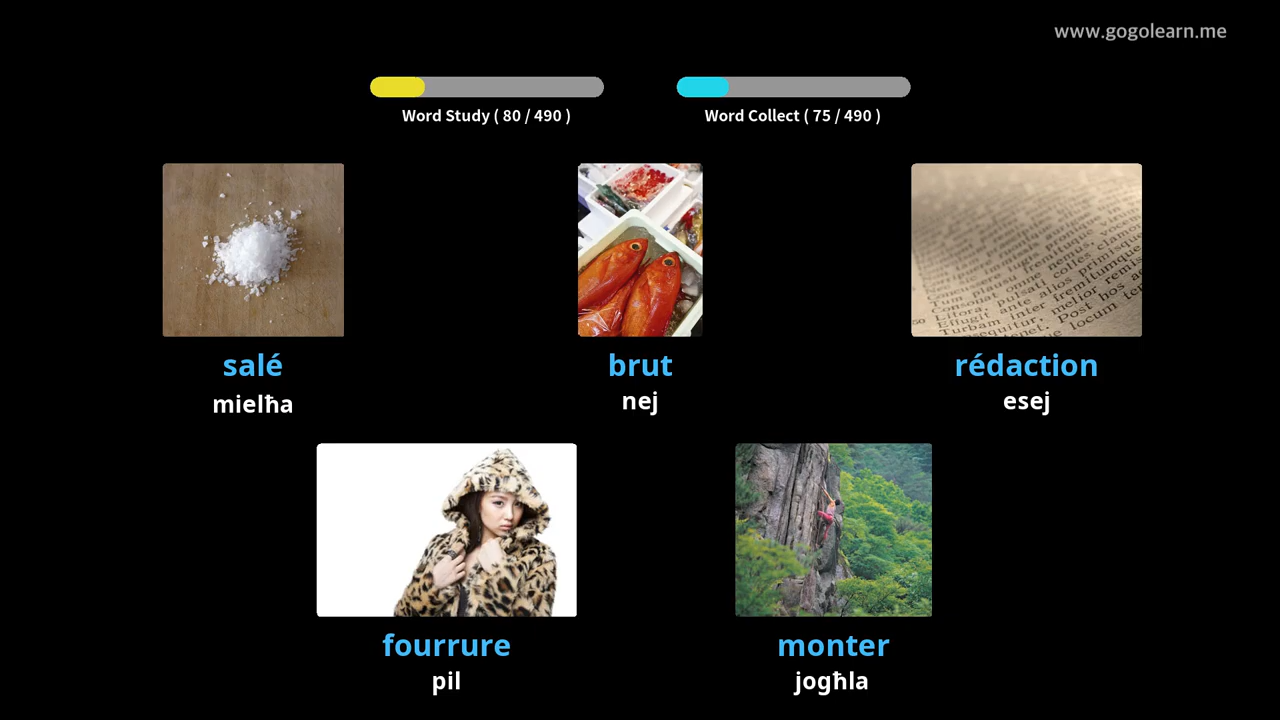 www.gogolearn.me
Word Study ( 80 / 490 )
Word Collect ( 75 / 490 )
salé
mielħa
brut
nej
rédaction
esej
fourrure
pil
monter
jogħla